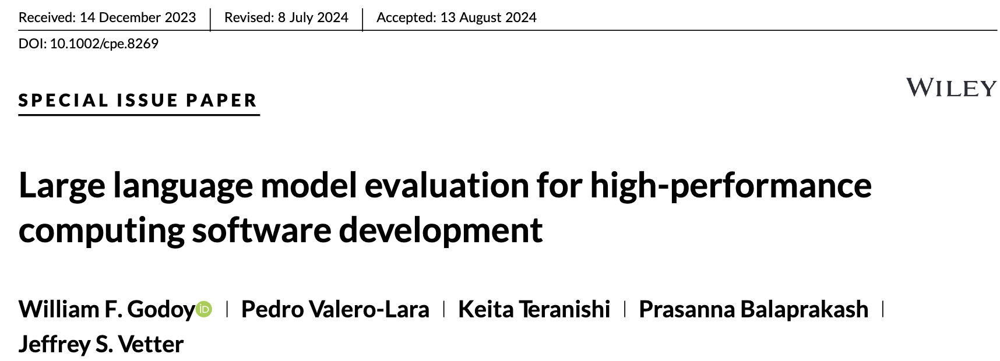 Received: 14 December 2023 | Revised: 8 July 2024 | Accepted: 13 August 2024
DOI: 10.1002/cpe.8269
WILEY
SPECIAL ISSUE PAPER
Large language model evaluation for high-performance
computing software development
William F. Godoy iD | Pedro Valero-Lara | Keita Teranishi | Prasanna Balaprakash |
Jeffrey S. Vetter